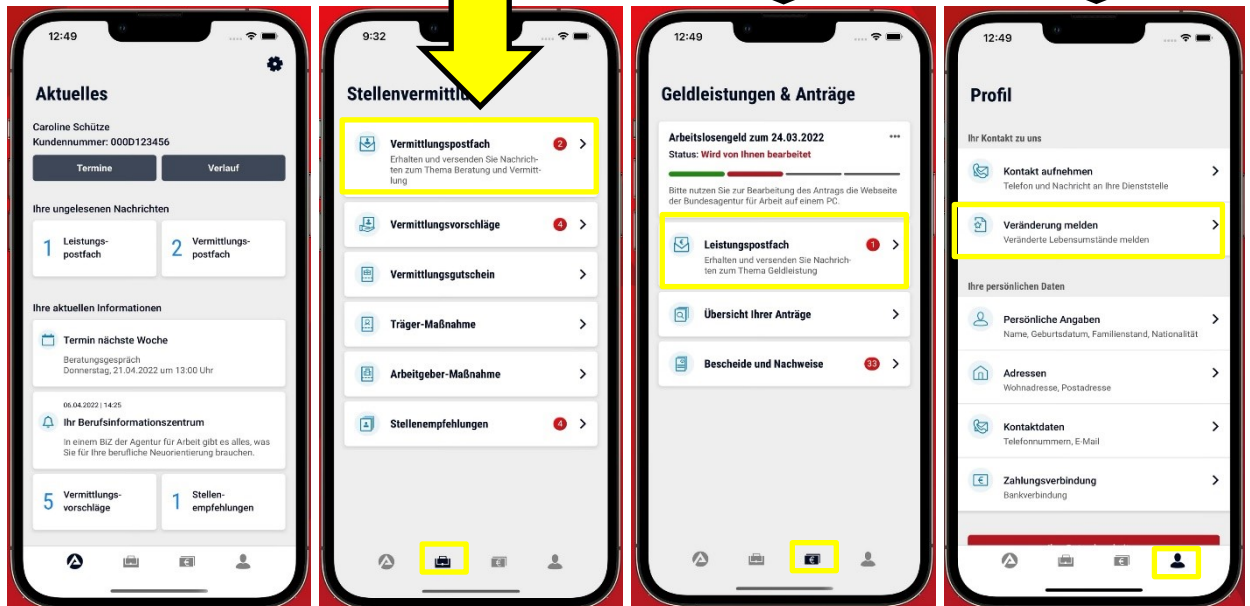 12:49
Aktuelles
Caroline Schütze
Kundennummer: 000D123456
Termine
Verlauf
Ihre ungelesenen Nachrichten
1 Leistungs-
postfach
2 Vermittlungs-
postfach
Ihre aktuellen Informationen
Termin nächste Woche
Beratungsgespräch
Donnerstag, 21.04.2022 um 13:00 Uhr
06.04.2022 | 14:25
Ihr Berufsinformationszentrum
In einem BiZ der Agentur für Arbeit gibt es alles, was
Sie für Ihre berufliche Neuorientierung brauchen.
5 Vermittlungs-
vorschläge
1 Stellen-
empfehlungen
9:32
Vermittlungspostfach
2
Erhalten und versenden Sie Nachrich-
ten zum Thema Beratung und Vermitt-
lung
Vermittlungsvorschläge
4
Vermittlungsgutschein
Träger-Maßnahme
Arbeitgeber-Maßnahme
Stellenempfehlungen
4
12:49
Geldleistungen & Anträge
Arbeitslosengeld zum 24.03.2022
Status: Wird von Ihnen bearbeitet
Bitte nutzen Sie zur Bearbeitung des Antrags die Webseite
der Bundesagentur für Arbeit auf einem PC.
Leistungspostfach
1
Erhalten und versenden Sie Nachrich-
ten zum Thema Geldleistung
Übersicht Ihrer Anträge
Bescheide und Nachweise
33
12:49
Profil
Ihr Kontakt zu uns
Kontakt aufnehmen
Telefon und Nachricht an Ihre Dienststelle
Veränderung melden
Veränderte Lebensumstände melden
Ihre persönlichen Daten
Persönliche Angaben
Name, Geburtsdatum, Familienstand, Nationalität
Adressen
Wohnadresse, Postadresse
Kontaktdaten
Telefonnummern, E-Mail
Zahlungsverbindung
Bankverbindung